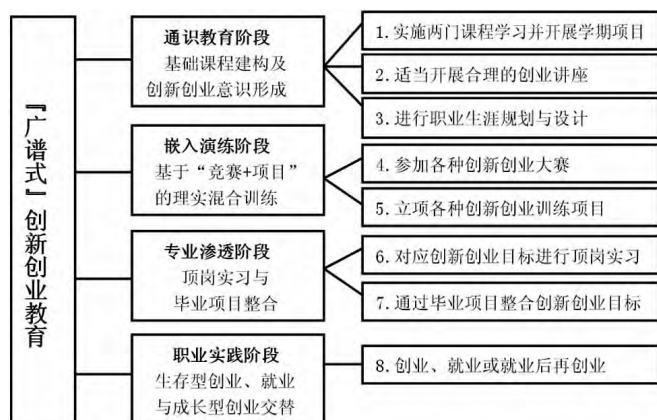 『广谱式』创新创业教育
通识教育阶段
基础课程建构及
创新创业意识形成
1.实施两门课程学习并开展学期项目
2.适当开展合理的创业讲座
3.进行职业生涯规划与设计
嵌入演练阶段
基于“竞赛+项目”
的理实混合训练
4.参加各种创新创业大赛
5.立项各种创新创业训练项目
专业渗透阶段
顶岗实习与
毕业项目整合
6.对应创新创业目标进行顶岗实习
7.通过毕业项目整合创新创业目标
职业实践阶段
生存型创业、就业
与成长型创业交替
8.创业、就业或就业后再创业